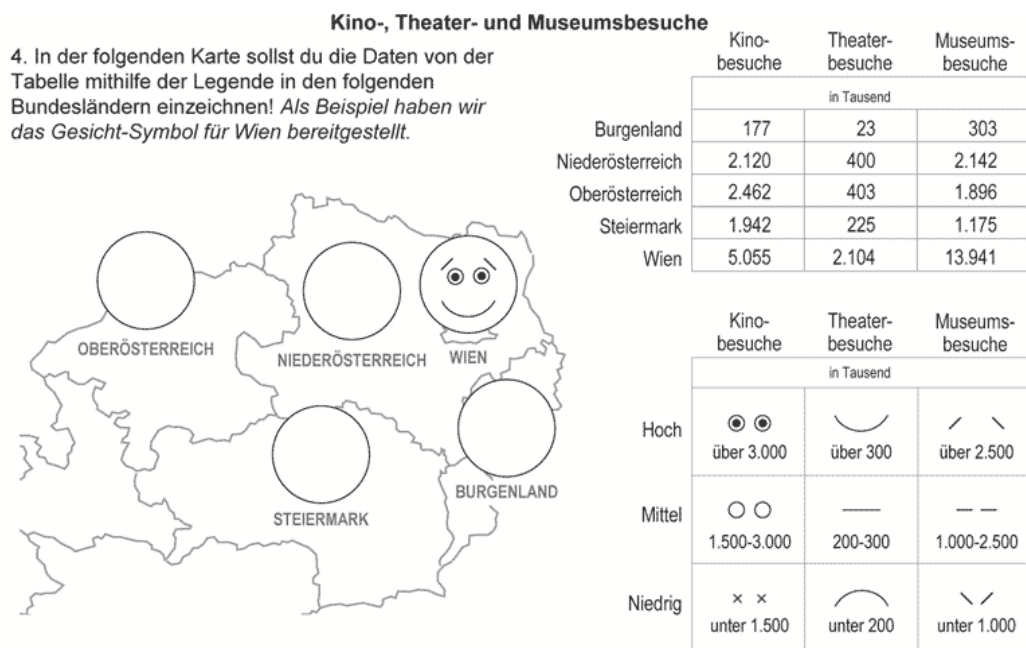 Kino-, Theater- und Museumsbesuche
4. In der folgenden Karte sollst du die Daten von der
Tabelle mithilfe der Legende in den folgenden
Bundesländern einzeichnen! Als Beispiel haben wir
das Gesicht-Symbol für Wien bereitgestellt.
Kino- Theater- Museums-
besuche besuche besuche
in Tausend
Burgenland 177 23 303
Niederösterreich 2.120 400 2.142
Oberösterreich 2.462 403 1.896
Steiermark 1.942 225 1.175
Wien 5.055 2.104 13.941
OBERÖSTERREICH
NIEDERÖSTERREICH
WIEN
BURGENLAND
STEIERMARK
Kino- Theater- Museums-
besuche besuche besuche
in Tausend
Hoch
über 3.000 über 300 über 2.500
Mittel
1.500-3.000 200-300 1.000-2.500
Niedrig
unter 1.500 unter 200 unter 1.000